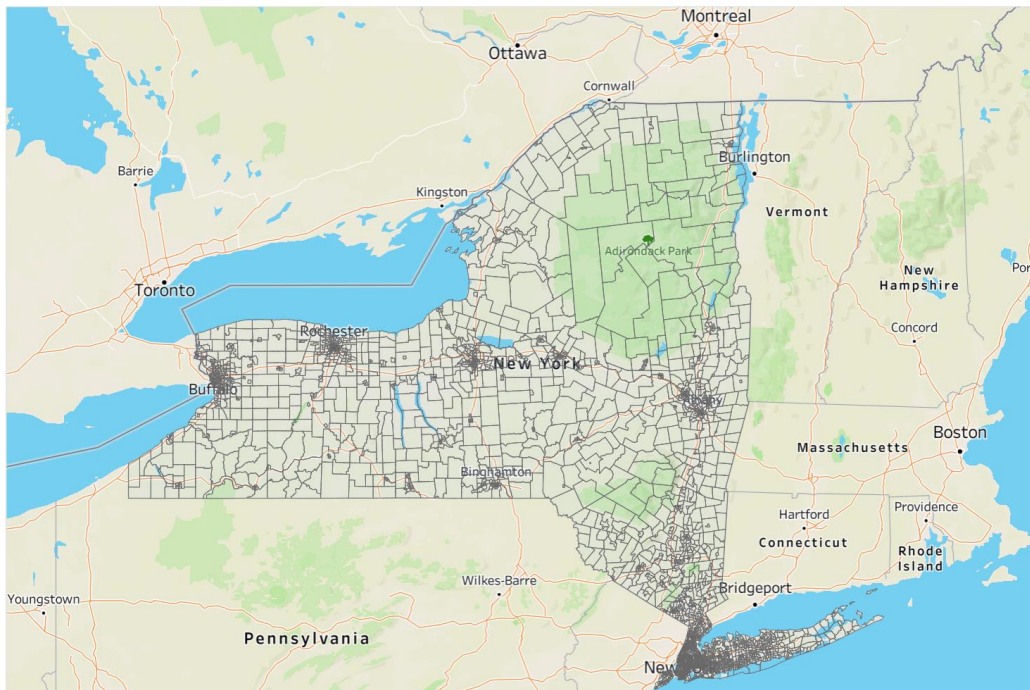 Montreal
Ottawa
Cornwall
Barrie
Burlington
Kingston
Vermont
Adirondack Park
New
Hampshire
Toronto
Rochester
Concord
New York
Buffalo
Albany
Boston
Massachusetts
Binghamton
Hartford
Providence
Connecticut
Rhode
Island
Wilkes-Barre
Bridgeport
Youngstown
Pennsylvania
New